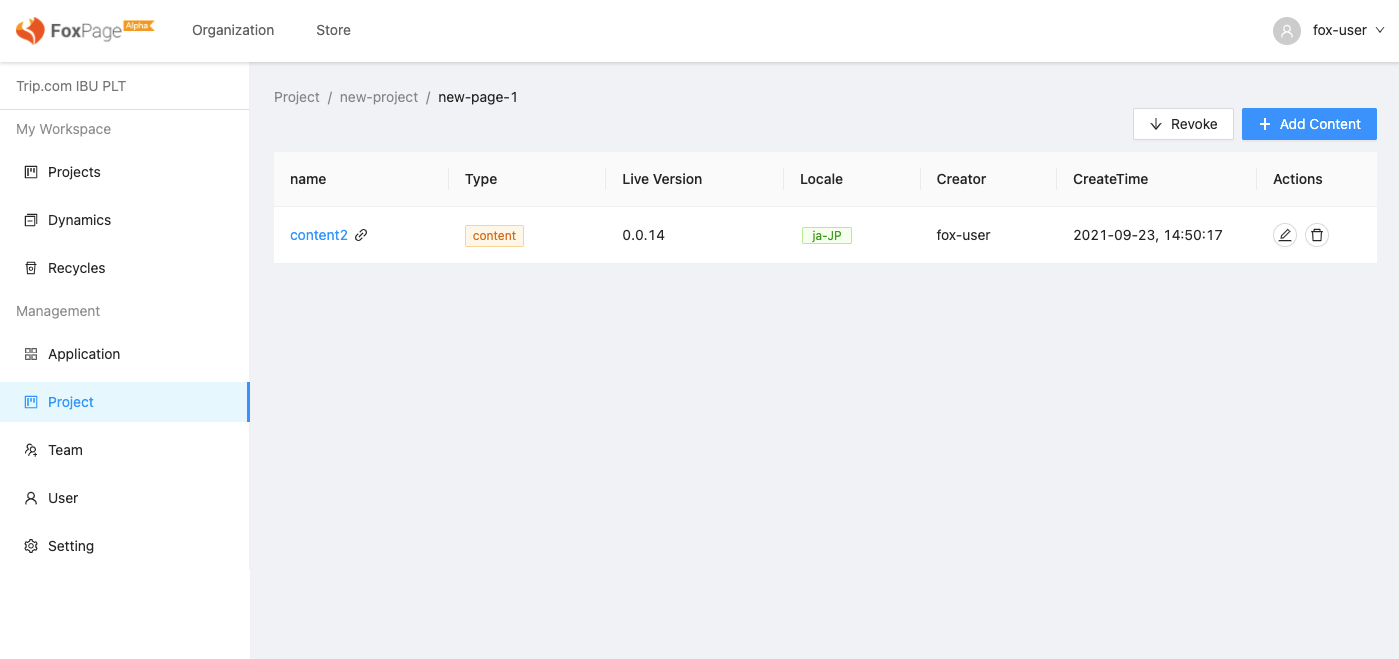 FoxPage Alpha Organization Store fox-user
Trip.com IBU PLT
My Workspace
Projects
Dynamics
Recycles
Management
Application
Project
Team
User
Setting
Project / new-project / new-page-1
Revoke Add Content
name Type Live Version Locale Creator CreateTime Actions
content2 content 0.0.14 ja-JP fox-user 2021-09-23, 14:50:17